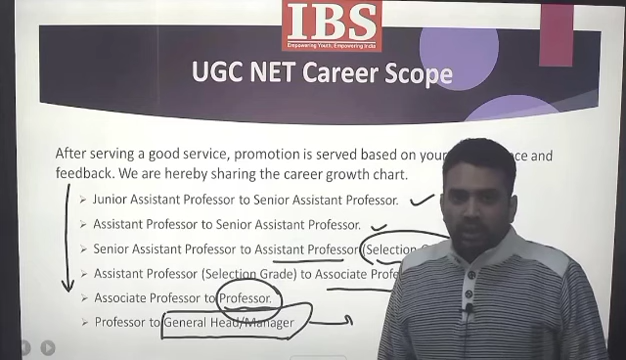 IBS
Empowering Youth, Empowering India
UGC NET Career Scope
After serving a good service, promotion is served based on your and
feedback. We are hereby sharing the career growth chart.
Junior Assistant Professor to Senior Assistant Professor.
Assistant Professor to Senior Assistant Professor.
Senior Assistant Professor to Assistant Professor (Selection
Assistant Professor (Selection Grade) to Associate
Associate Professor to Professor.
Professor to General Head/Manager